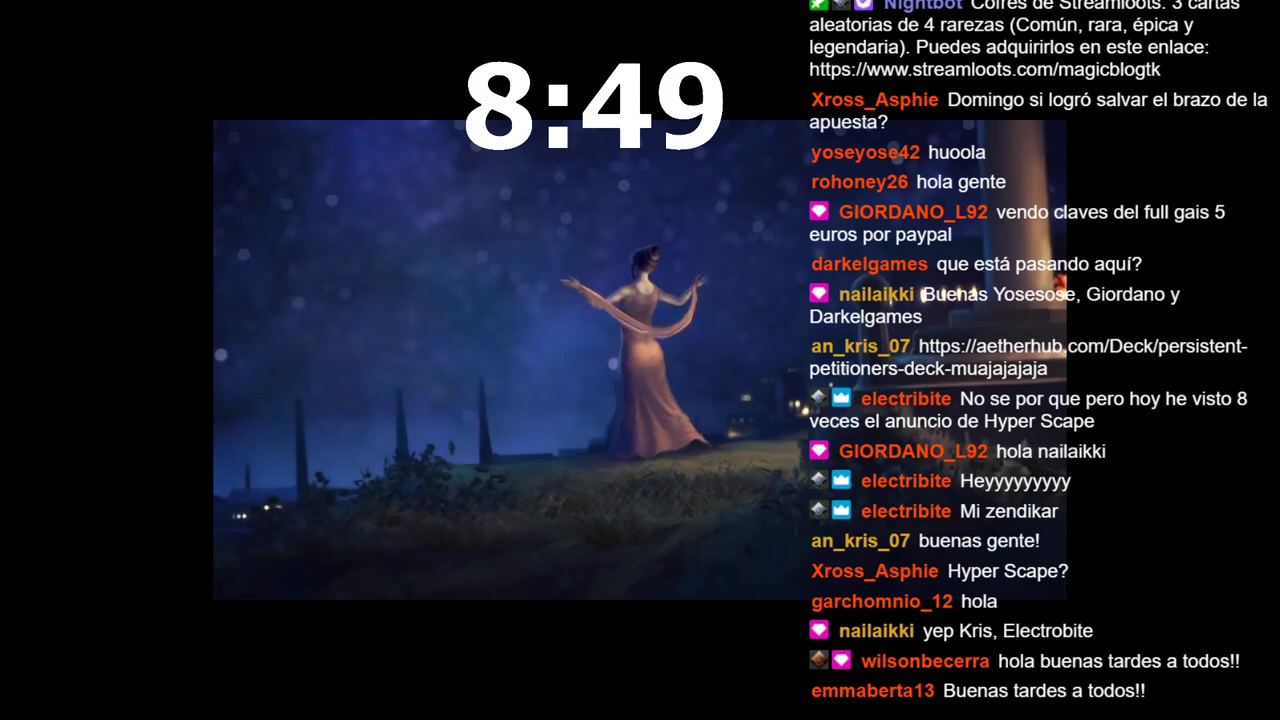 8:49
Nightbot Cofres de Streamloots. 3 cartas
aleatorias de 4 rarezas (Común, rara, épica y
legendaria). Puedes adquirirlos en este enlace:
https://www.streamloots.com/magicblogtk
Xross_Asphie Domingo si logró salvar el brazo de la
apuesta?
yoseyose42 huoola
rohoney26 hola gente
GIORDANO_L92 vendo claves del full gais 5
euros por paypal
darkelgames que está pasando aquí?
nailaikki Buenas Yosesose, Giordano y
Darkelgames
an_kris_07 https://aetherhub.com/Deck/persistent-
petitioners-deck-muajajajaja
electribite No se por que pero hoy he visto 8
veces el anuncio de Hyper Scape
GIORDANO_L92 hola nailaikki
electribite Heyyyyyyyyy
electribite Mi zendikar
an_kris_07 buenas gente!
Xross_Asphie Hyper Scape?
garchomnio_12 hola
nailaikki yep Kris, Electrobite
wilsonbecerra hola buenas tardes a todos!!
emmaberta13 Buenas tardes a todos!!